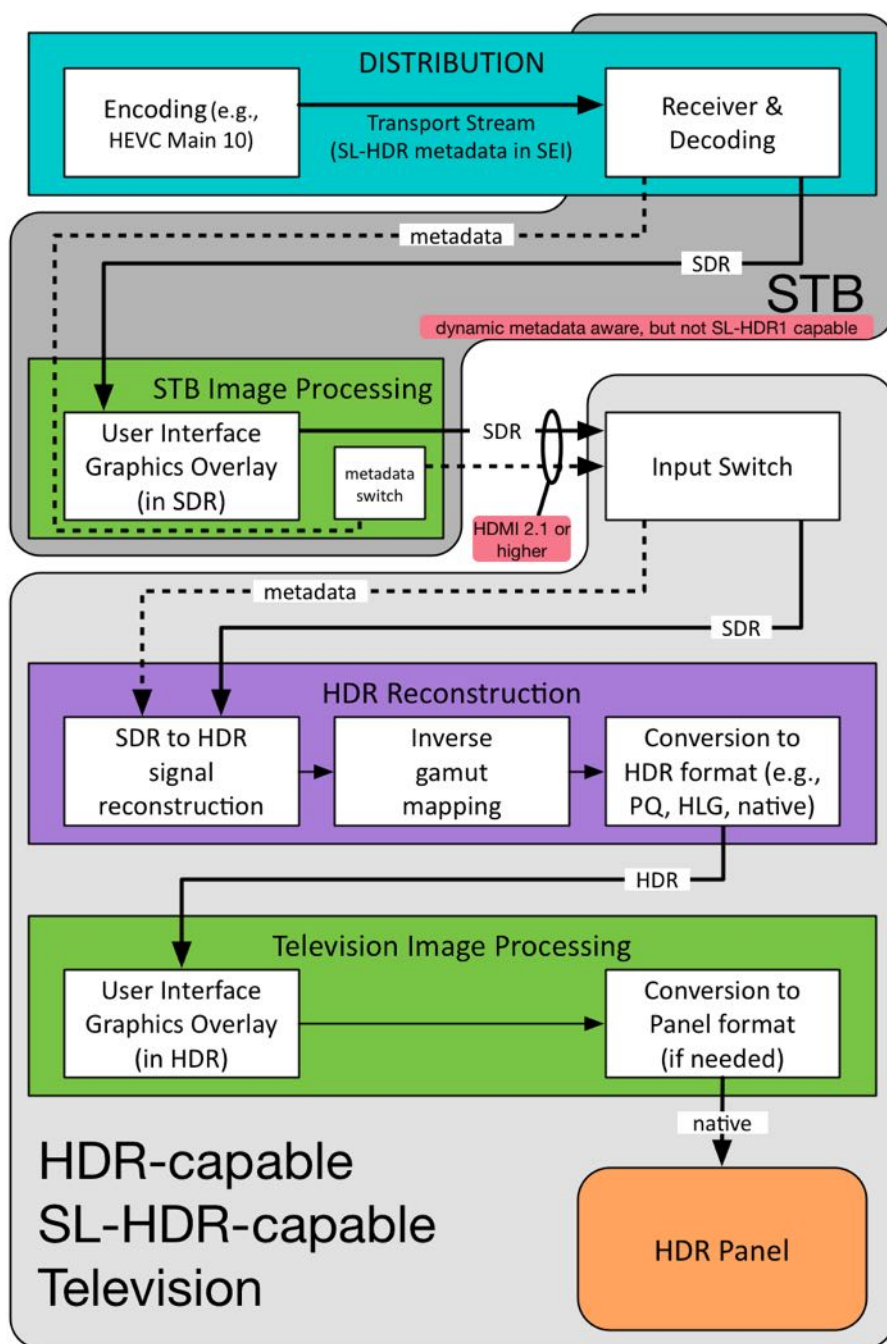 DISTRIBUTION
Encoding (e.g.,
HEVC Main 10)
Transport Stream
(SL-HDR metadata in SEI)
Receiver &
Decoding
metadata
SDR
STB
dynamic metadata aware, but not SL-HDR1 capable
STB Image Processing
User Interface
Graphics Overlay
(in SDR)
metadata
switch
SDR
HDMI 2.1 or
higher
Input Switch
metadata
SDR
HDR Reconstruction
SDR to HDR
signal
reconstruction
Inverse
gamut
mapping
Conversion to
HDR format (e.g.,
PQ, HLG, native)
HDR
Television Image Processing
User Interface
Graphics Overlay
(in HDR)
Conversion to
Panel format
(if needed)
native
HDR-capable
SL-HDR-capable
Television
HDR Panel